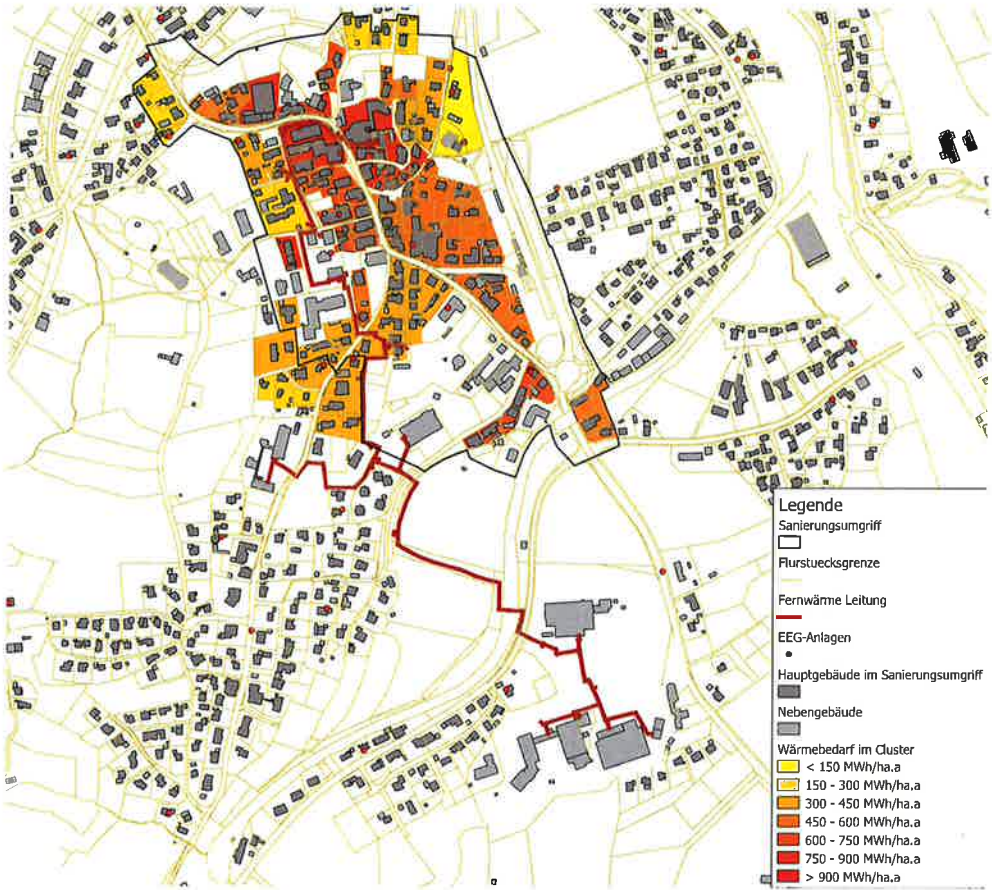 Legende
Sanierungsumgriff
Flurstuecksgrenze
Fernwärme Leitung
EEG-Anlagen
Hauptgebäude im Sanierungsumgriff
Nebengebäude
Wärmebedarf im Cluster
< 150 MWh/ha.a
150 - 300 MWh/ha.a
300 - 450 MWh/ha.a
450 - 600 MWh/ha.a
600 - 750 MWh/ha.a
750 - 900 MWh/ha.a
> 900 MWh/ha.a